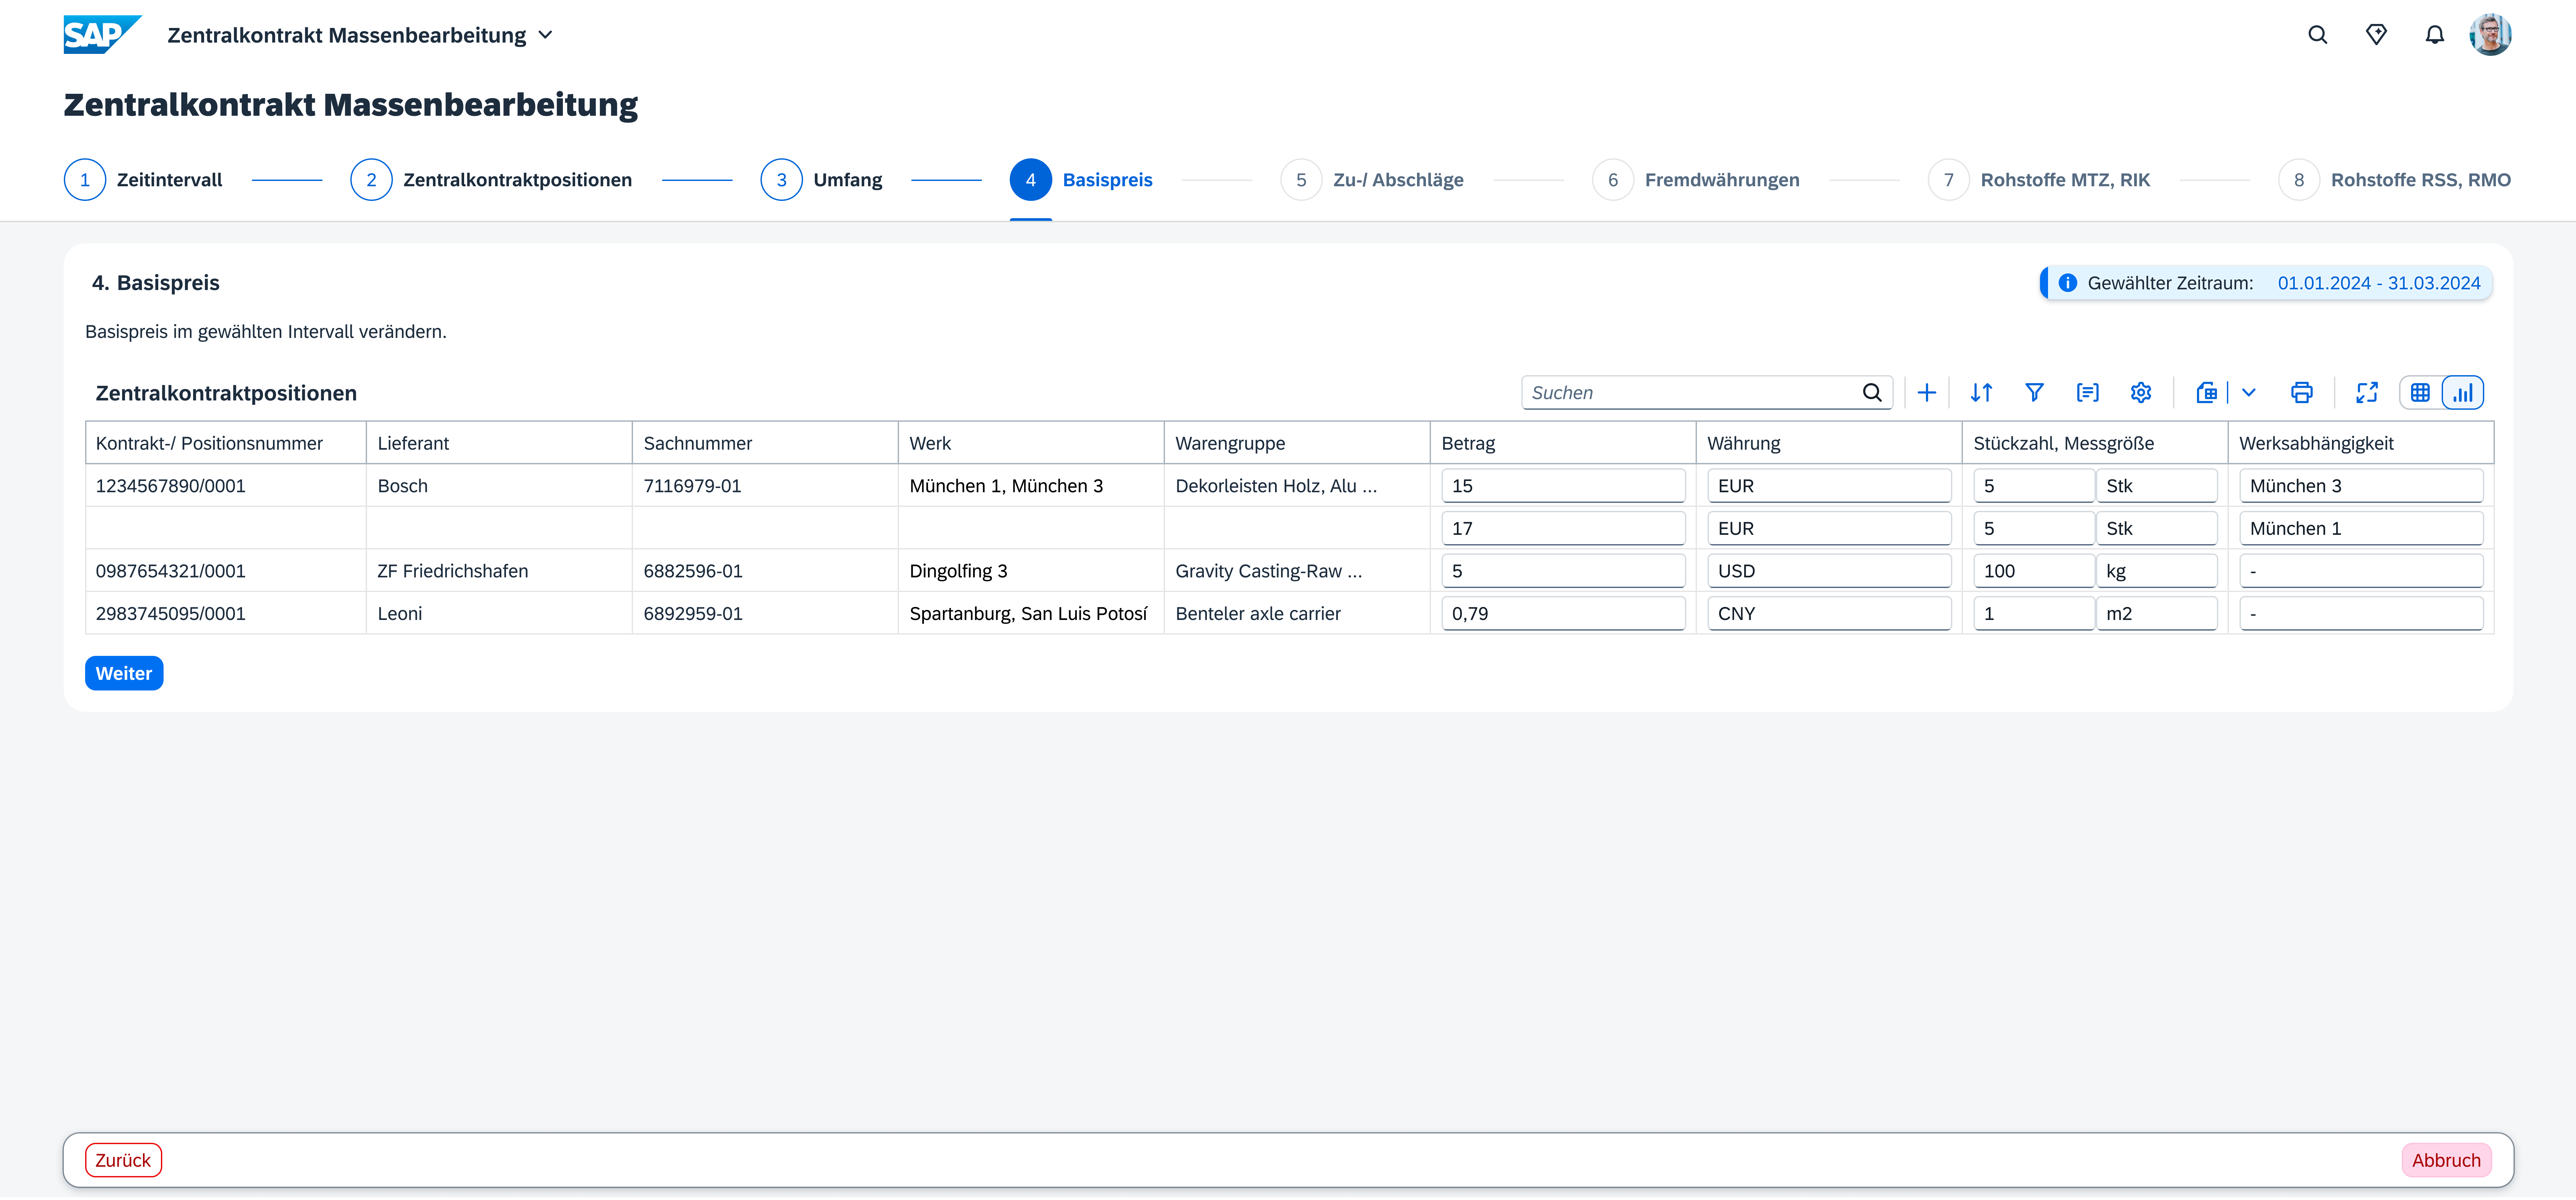 SAP Zentralkontrakt Massenbearbeitung
Zentralkontrakt Massenbearbeitung
1 Zeitintervall 2 Zentralkontraktpositionen 3 Umfang 4 Basispreis 5 Zu-/ Abschläge 6 Fremdwährungen 7 Rohstoffe MTZ, RIK 8 Rohstoffe RSS, RMO
4. Basispreis Gewählter Zeitraum: 01.01.2024 - 31.03.2024
Basispreis im gewählten Intervall verändern.
Zentralkontraktpositionen Suchen
Kontrakt-/ Positionsnummer Lieferant Sachnummer Werk Warengruppe Betrag Währung Stückzahl, Messgröße Werksabhängigkeit
1234567890/0001 Bosch 7116979-01 München 1, München 3 Dekorleisten Holz, Alu ... 15 EUR 5 Stk München 3
17 EUR 5 Stk München 1
0987654321/0001 ZF Friedrichshafen 6882596-01 Dingolfing 3 Gravity Casting-Raw ... 5 USD 100 kg -
2983745095/0001 Leoni 6892959-01 Spartanburg, San Luis Potosí Benteler axle carrier 0,79 CNY 1 m2 -
Weiter
Zurück Abbruch